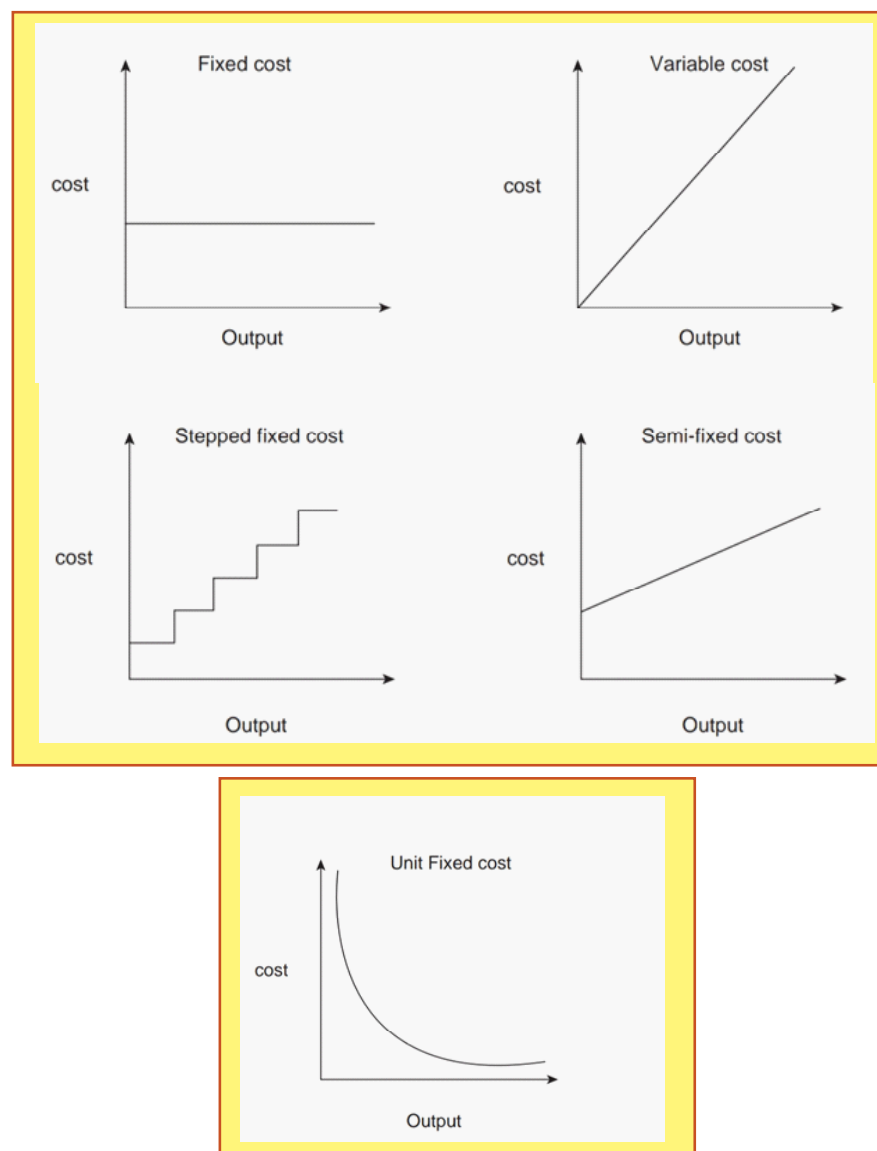 Fixed cost
cost
Output
Variable cost
cost
Output
Stepped fixed cost
cost
Output
Semi-fixed cost
cost
Output
Unit Fixed cost
cost
Output